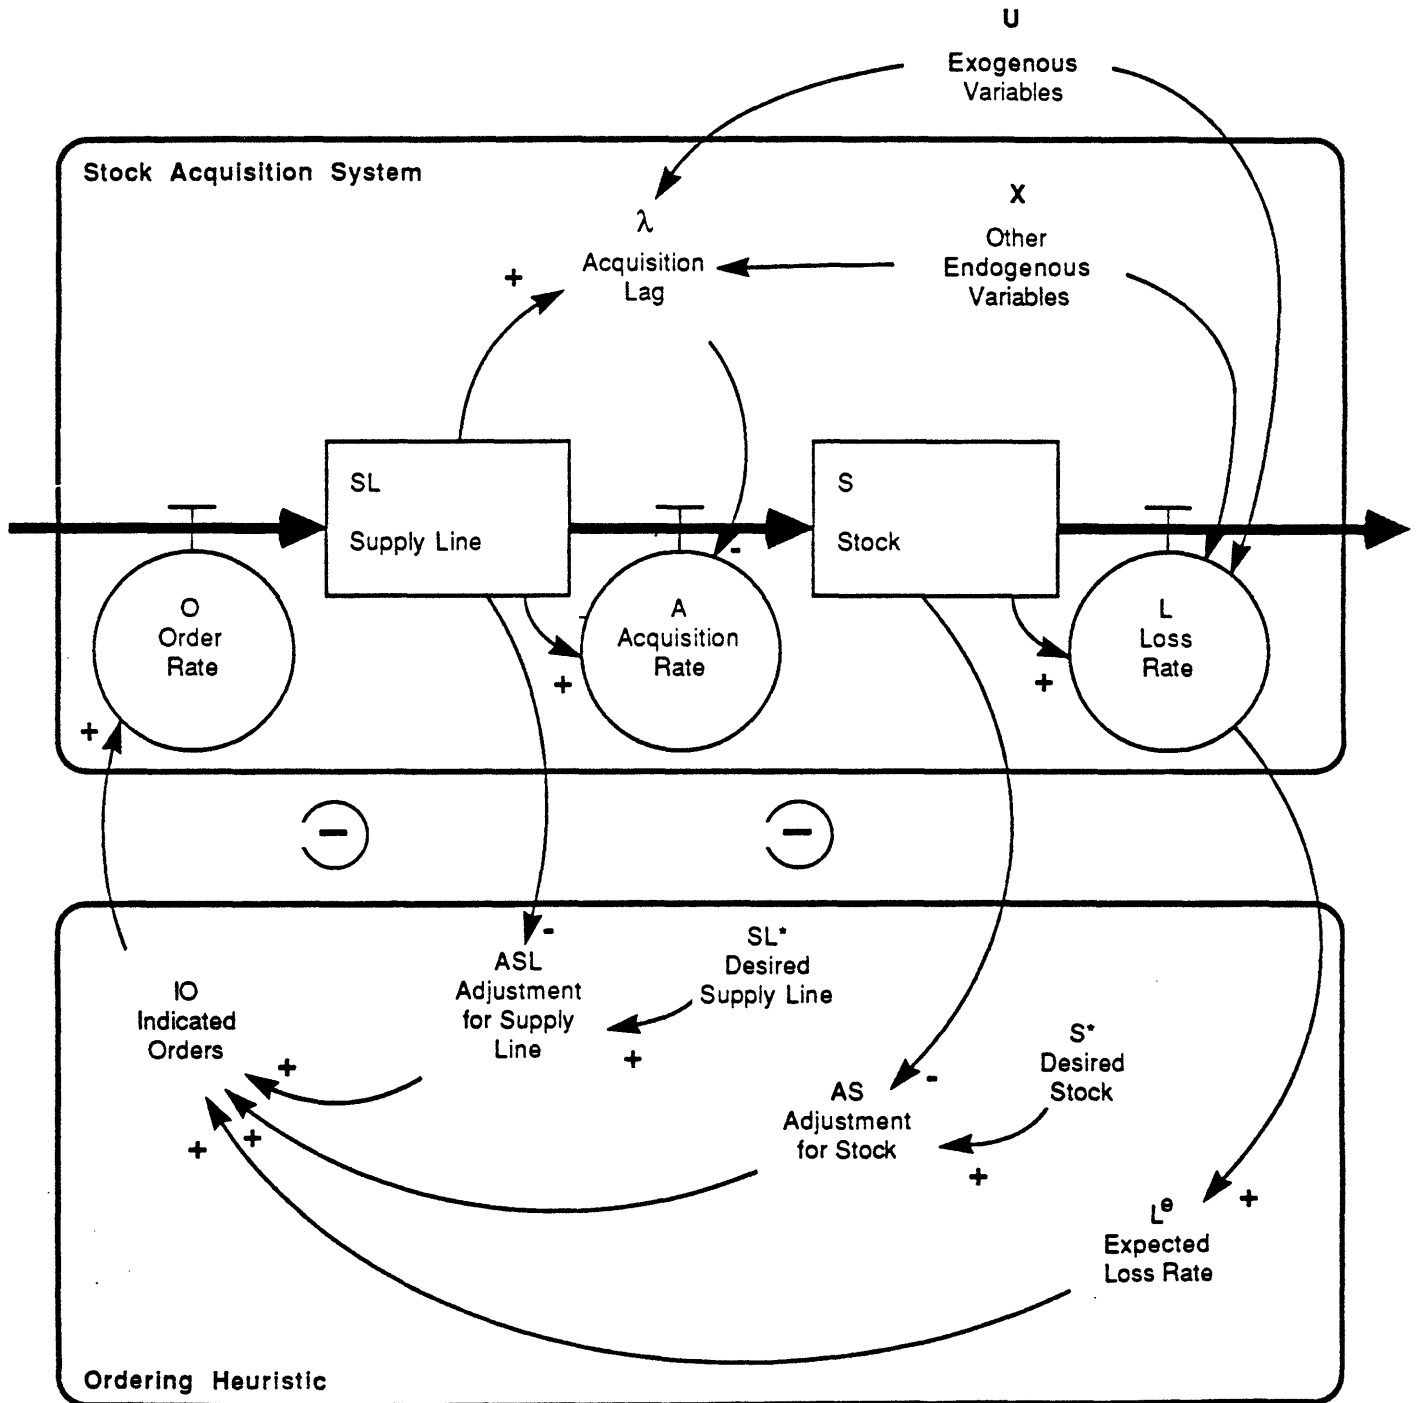 U
Exogenous
Variables
Stock Acquisition System
X
λ
Other
Acquisition
Endogenous
+
Lag
Variables
SL
S
Supply Line
Stock
-
O
A
L
Order
Acquisition
Loss
Rate
Rate
Rate
+
+
+
−
−
-
SL*
ASL
Desired
Adjustment
Supply Line
IO
Indicated
for Supply
Orders
Line
+
S*
Desired
Stock
+
-
AS
Adjustment
for Stock
+
+
+
+
Lᵉ
Expected
Loss Rate
Ordering Heuristic